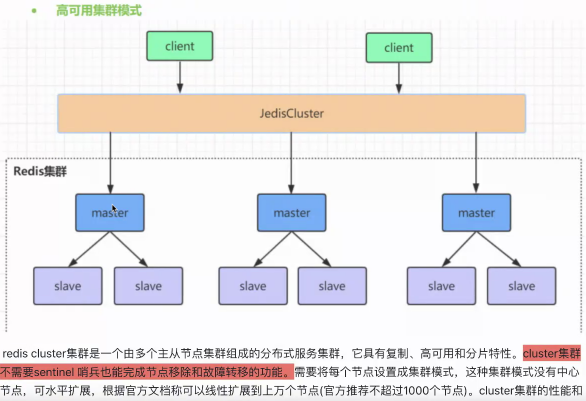 高可用集群模式
client
client
JedisCluster
Redis集群
master
master
master
slave
slave
slave
slave
slave
slave
redis cluster集群是一个由多个主从节点集群组成的分布式服务集群，它具有复制、高可用和分片特性。cluster集群
不需要sentinel 哨兵也能完成节点移除和故障转移的功能。需要将每个节点设置成集群模式，这种集群模式没有中心
节点，可水平扩展，根据官方文档称可以线性扩展到上万个节点(官方推荐不超过1000个节点)。cluster集群的性能和